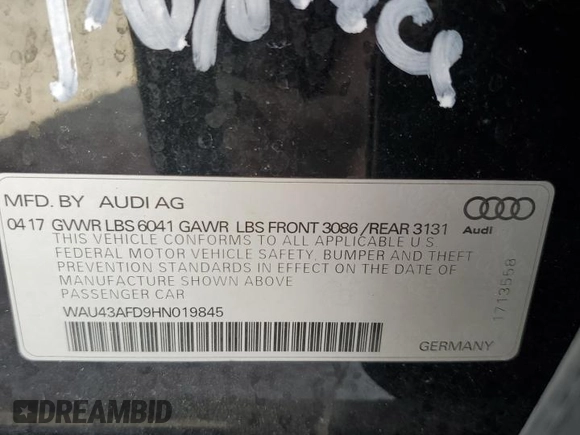 MFD. BY AUDI AG
04 17 GVWR LBS 6041 GAWR LBS FRONT 3086 /REAR 3131
THIS VEHICLE CONFORMS TO ALL APPLICABLE U S
FEDERAL MOTOR VEHICLE SAFETY, BUMPER AND THEFT
PREVENTION STANDARDS IN EFFECT ON THE DATE OF
MANUFACTURE SHOWN ABOVE
PASSENGER CAR
WAU43AFD9HN019845
Audi
1713558
GERMANY
DREAMBID